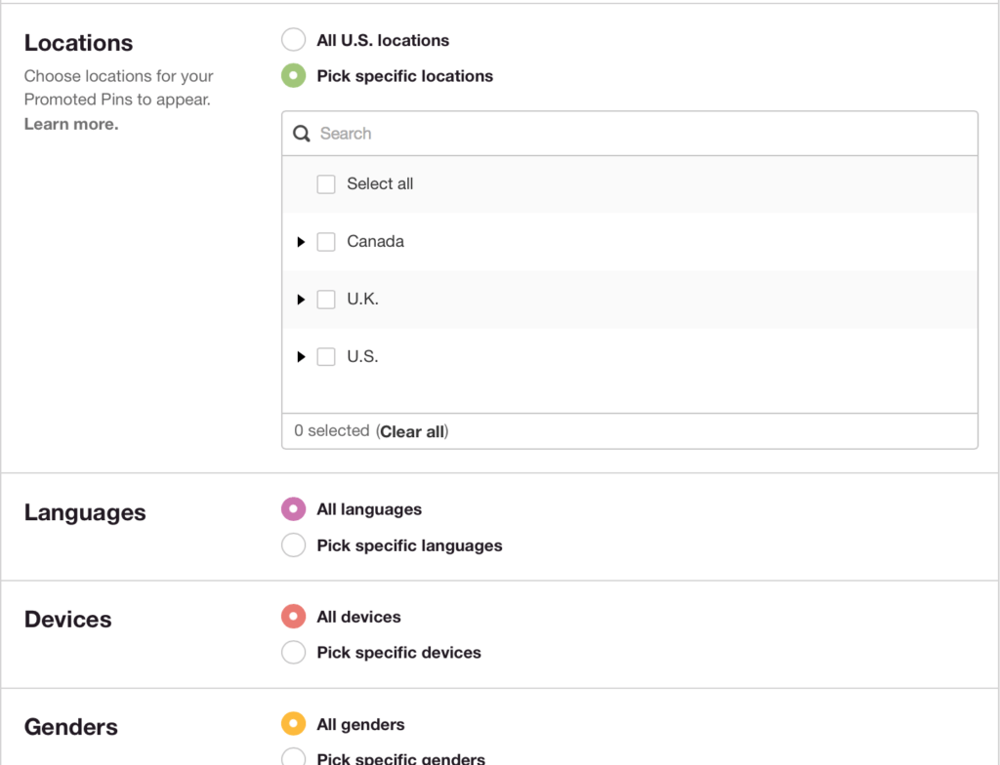 Locations
Choose locations for your
Promoted Pins to appear.
Learn more.
All U.S. locations
Pick specific locations
Search
Select all
Canada
U.K.
U.S.
0 selected (Clear all)
Languages
All languages
Pick specific languages
Devices
All devices
Pick specific devices
Genders
All genders
Pick specific genders